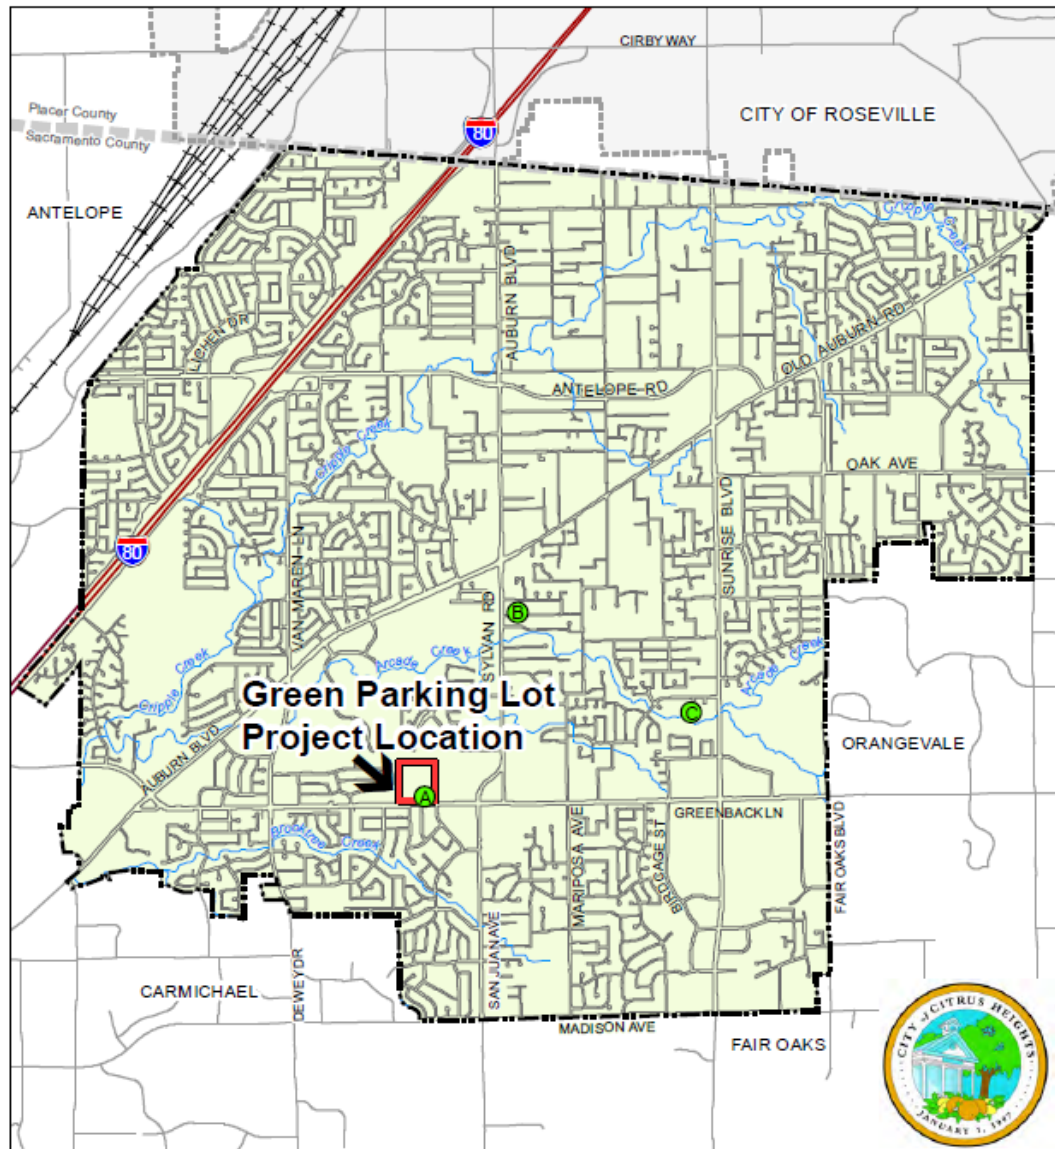 CIRBY WAY
80
CITY OF ROSEVILLE
Placer County
Sacramento County
ANTELOPE
Cripple Creek
AUBURN BLVD
LICHEN DR
OLD AUBURN RD
ANTELOPE RD
Cripple Creek
OAK AVE
80
VAN MAREN LN
SUNRISE BLVD
SYLVAN RD
B
Arcade Creek
Arcade Creek
Cripple Creek
Green Parking Lot
Project Location
C
ORANGEVALE
AUBURN BLVD
A
GREENBACK LN
Brooktree Creek
MARIPOSA AVE
BIRDCAGE ST
FAIR OAKS BLVD
SAN JUAN AVE
DEWEY DR
CARMICHAEL
MADISON AVE
FAIR OAKS
CITY of CITRUS HEIGHTS
JANUARY 1, 1997